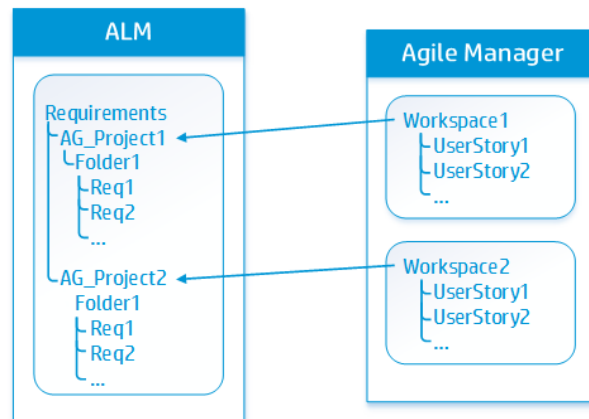 ALM
Requirements
AG_Project1
Folder1
Req1
Req2
...
AG_Project2
Folder1
Req1
Req2
...
Agile Manager
Workspace1
UserStory1
UserStory2
...
Workspace2
UserStory1
UserStory2
...